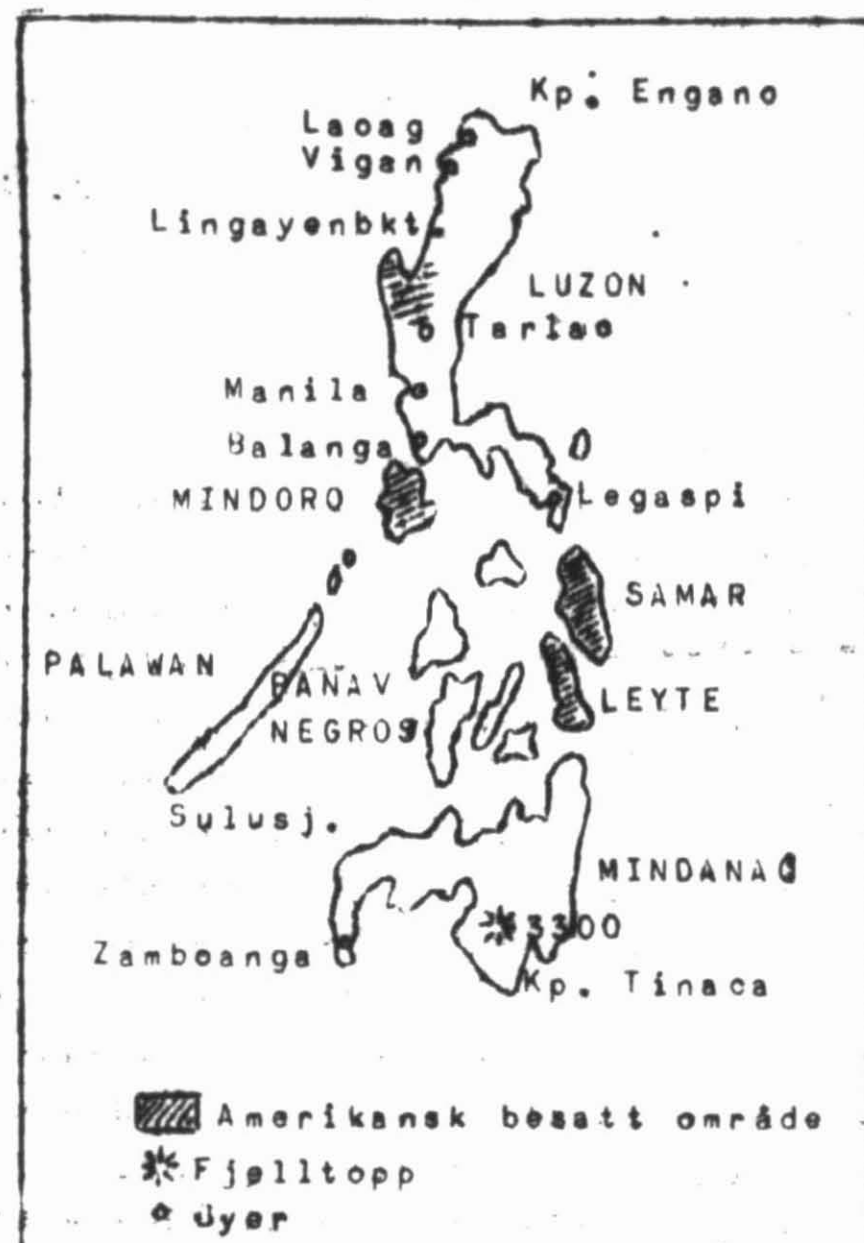 Kp. Engano
Laoag
Vigan
Lingayenbkt.
LUZON
Tarlac
Manila
Balanga
MINDORO
Legaspi
SAMAR
PALAWAN
PANAV
NEGROS
LEYTE
Sulusj.
MINDANAO
3300
Zamboanga
Kp. Tinaca
Amerikansk besatt område
Fjelltopp